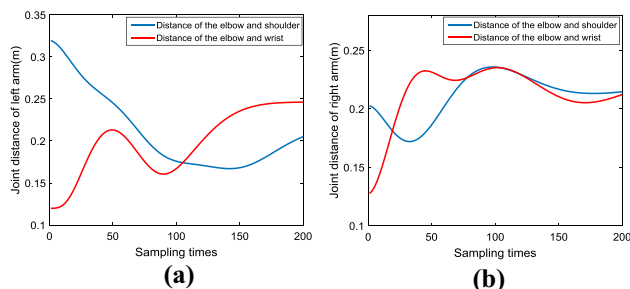 Distance of the elbow and shoulder
Distance of the elbow and wrist
Joint distance of left arm(m)
0.35
0.3
0.25
0.2
0.15
0.1
0 50 100 150 200
Sampling times
(a)
Distance of the elbow and shoulder
Distance of the elbow and wrist
Joint distance of right arm(m)
0.25
0.2
0.15
0.1
0 50 100 150 200
Sampling times
(b)